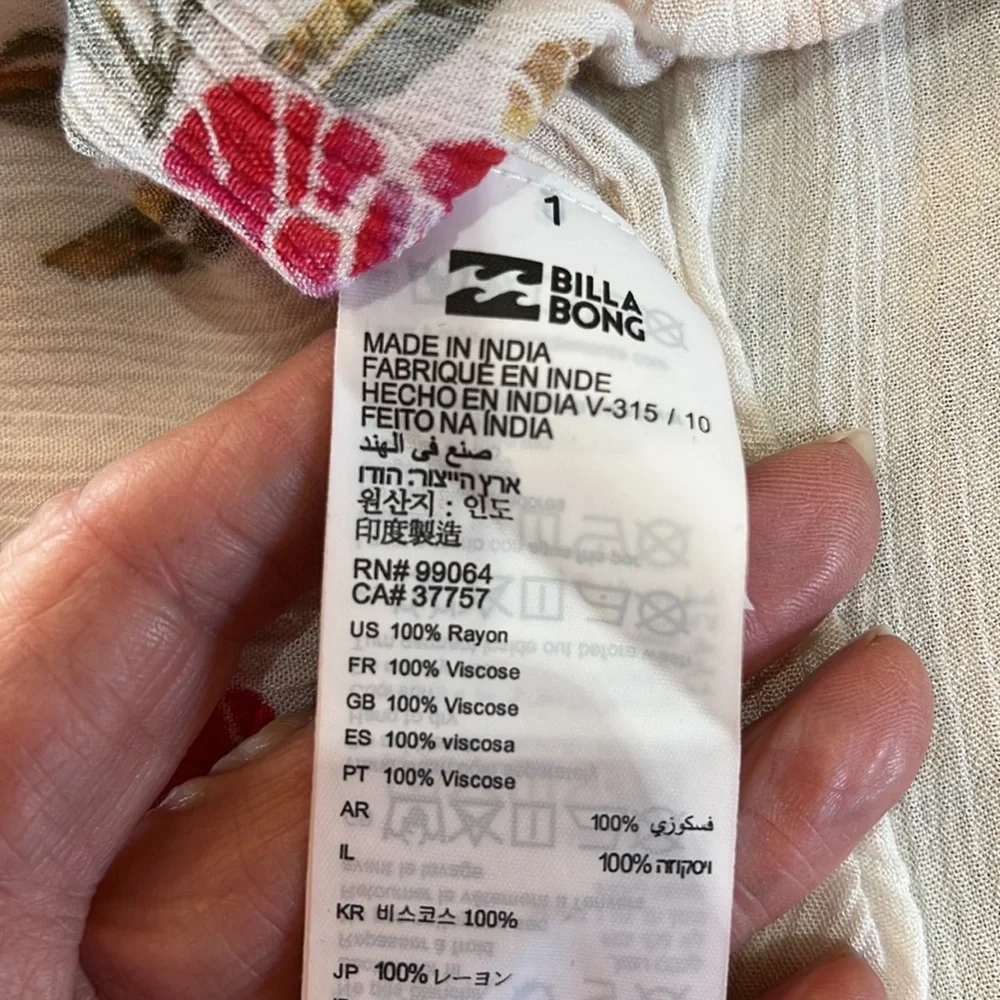 1
BILLA
BONG
MADE IN INDIA
FABRIQUÉ EN INDE
HECHO EN INDIA V-315 / 10
FEITO NA ÍNDIA
صنع في الهند
ארץ הייצור: הודו
원산지 : 인도
印度製造
RN# 99064
CA# 37757
US 100% Rayon
FR 100% Viscose
GB 100% Viscose
ES 100% viscosa
PT 100% Viscose
AR 100% فسكوزي
IL 100% ויסקוזה
KR 비스코스 100%
JP 100% レーヨン